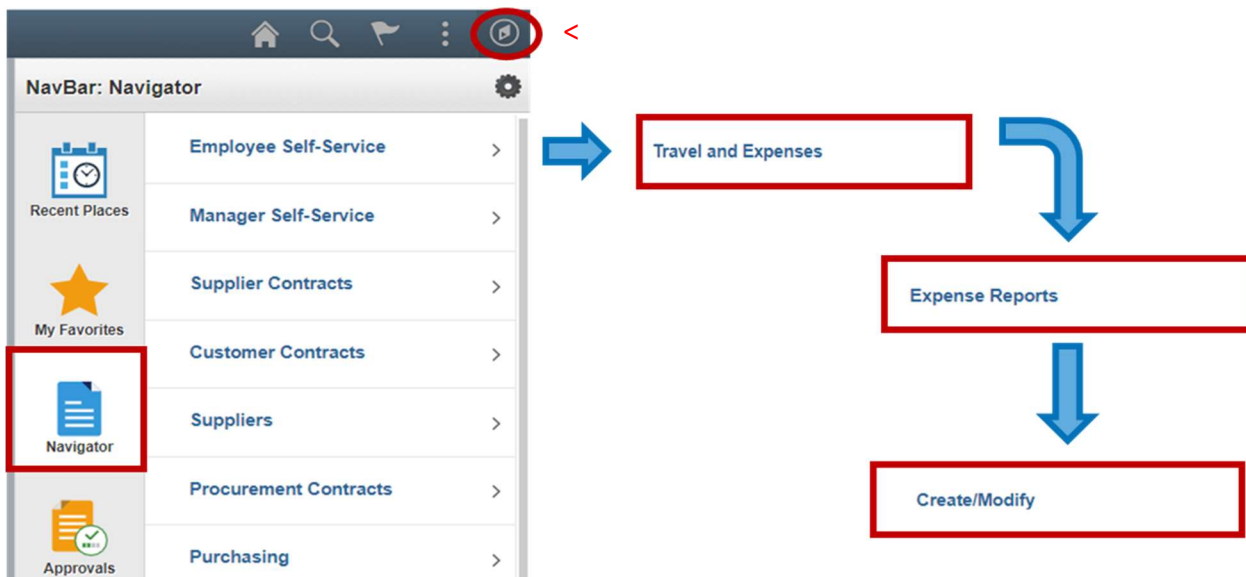 <
NavBar: Navigator
Recent Places
My Favorites
Navigator
Approvals
Employee Self-Service >
Manager Self-Service >
Supplier Contracts >
Customer Contracts >
Suppliers >
Procurement Contracts >
Purchasing >
Travel and Expenses
Expense Reports
Create/Modify